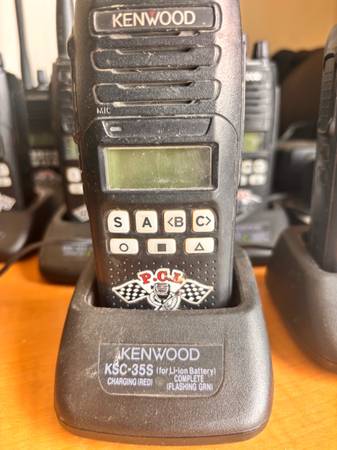 KENWOOD
MIC
S A <B C>
P.C.I.
KENWOOD
KSC-35S (for Li-ion Battery)
CHARGING (RED) COMPLETE
(FLASHING GRN)